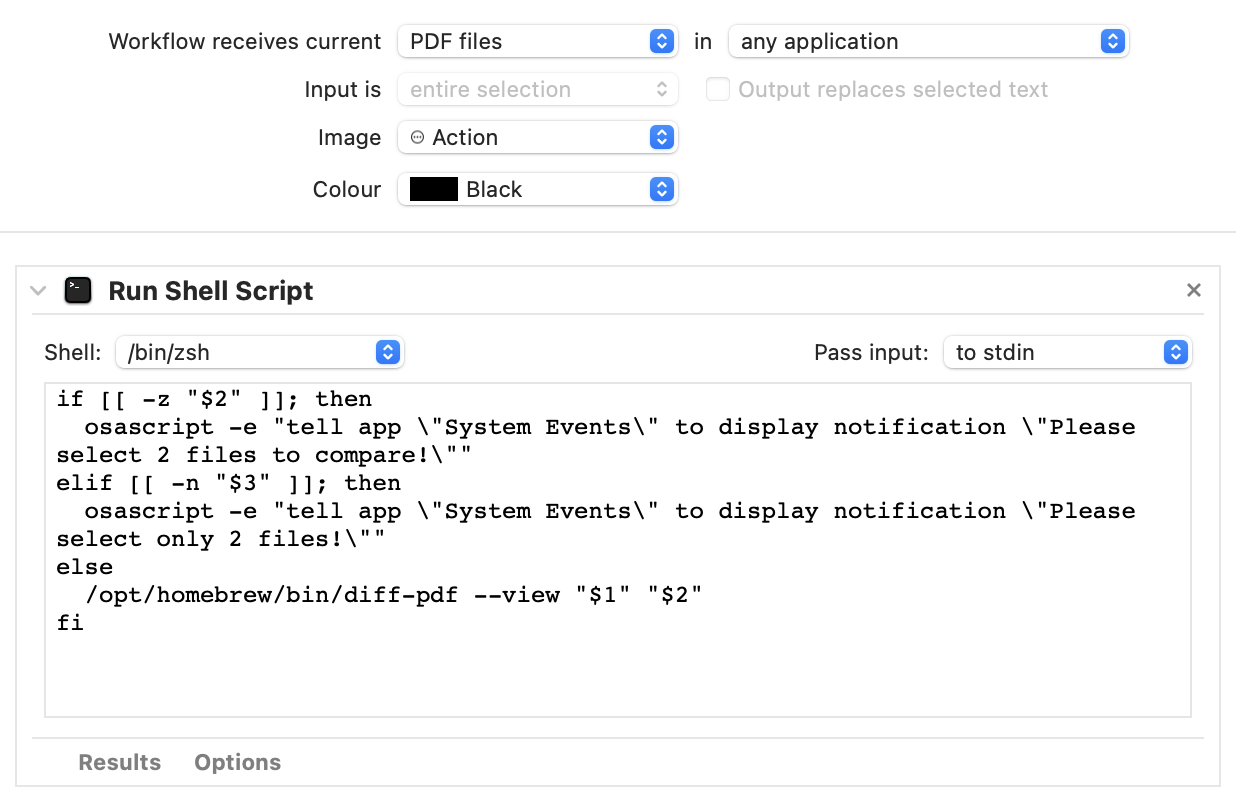 Workflow receives current PDF files in any application
Input is entire selection Output replaces selected text
Image Action
Colour Black
Run Shell Script
Shell: /bin/zsh Pass input: to stdin
if [[ -z "$2" ]]; then
  osascript -e "tell app \"System Events\" to display notification \"Please
select 2 files to compare!\""
elif [[ -n "$3" ]]; then
  osascript -e "tell app \"System Events\" to display notification \"Please
select only 2 files!\""
else
  /opt/homebrew/bin/diff-pdf --view "$1" "$2"
fi
Results Options